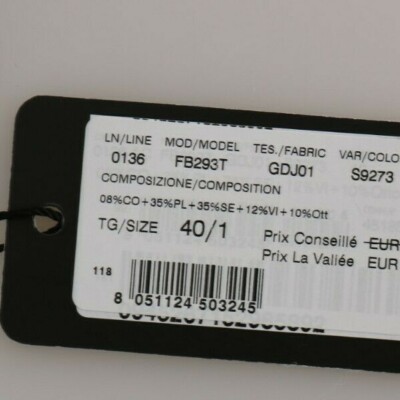 LN/LINE MOD/MODEL TES./FABRIC VAR/COLO
0136 FB293T GDJ01 S9273
COMPOSIZIONE/COMPOSITION
08%CO+35%PL+35%SE+12%VI+10%Ott
TG/SIZE 40/1
Prix Conseillé EUR
Prix La Vallée EUR
118
8 051124 503245